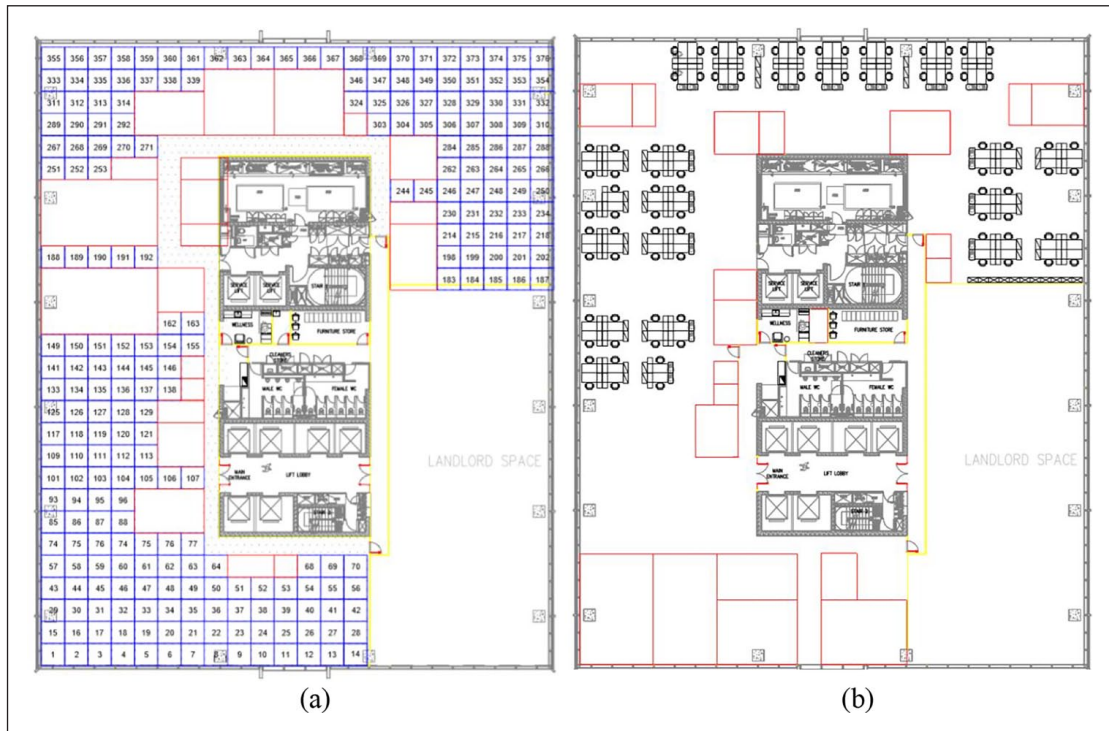 355 356 357 358 359 360 361 362 363 364 365 366 367 368 369 370 371 372 373 374 375 376
333 334 335 336 337 338 339 346 347 348 349 350 351 352 353 354
311 312 313 314 324 325 326 327 328 329 330 331 332
289 290 291 292 303 304 305 306 307 308 309 310
267 268 269 270 271 284 285 286 287 288
251 252 253 262 263 264 265 266
244 245 246 247 248 249 250
230 231 232 233 234
214 215 216 217 218
188 189 190 191 192 198 199 200 201 202
183 184 185 186 187
SERVICE LIFT SERVICE LIFT STAIR
162 163 WELLNESS FURNITURE STORE
149 150 151 152 153 154 155
CLEANERS STORE
141 142 143 144 145 146
133 134 135 136 137 138 MALE WC FEMALE WC
125 126 127 128 129
117 118 119 120 121
109 110 111 112 113
LANDLORD SPACE
101 102 103 104 105 106 107 MAIN ENTRANCE LIFT LOBBY
93 94 95 96
85 86 87 88
74 75 76 74 75 76 77
57 58 59 60 61 62 63 64 68 69 70
43 44 45 46 47 48 49 50 51 52 53 54 55 56
29 30 31 32 33 34 35 36 37 38 39 40 41 42
15 16 17 18 19 20 21 22 23 24 25 26 27 28
1 2 3 4 5 6 7 8 9 10 11 12 13 14
(a)
SERVICE LIFT SERVICE LIFT STAIR
WELLNESS FURNITURE STORE
CLEANERS STORE
MALE WC FEMALE WC
LANDLORD SPACE
MAIN ENTRANCE LIFT LOBBY
(b)